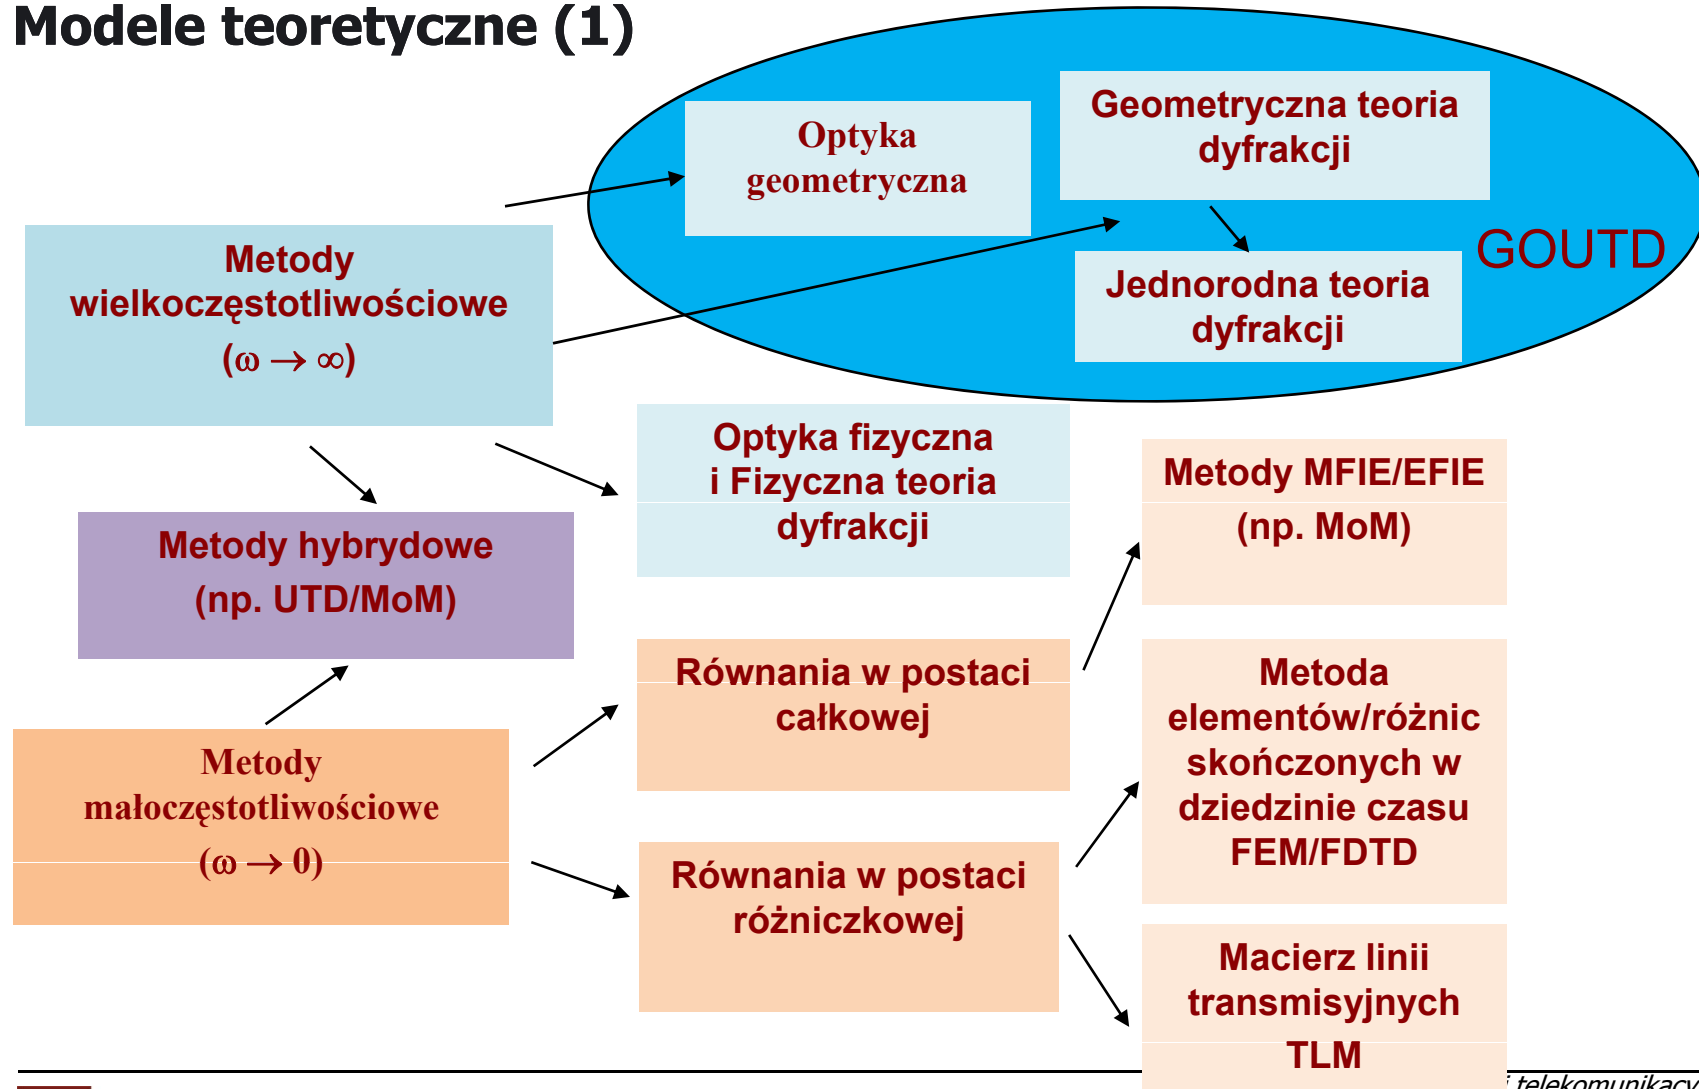 Modele teoretyczne (1)
Optyka
geometryczna
Geometryczna teoria
dyfrakcji
Jednorodna teoria
dyfrakcji
GOUTD
Metody
wielkoczęstotliwościowe
(ω → ∞)
Optyka fizyczna
i Fizyczna teoria
dyfrakcji
Metody MFIE/EFIE
(np. MoM)
Metody hybrydowe
(np. UTD/MoM)
Równania w postaci
całkowej
Metoda
elementów/różnic
skończonych w
dziedzinie czasu
FEM/FDTD
Metody
małoczęstotliwościowe
(ω → 0)
Równania w postaci
różniczkowej
Macierz linii
transmisyjnych
TLM
i telekomunikacy